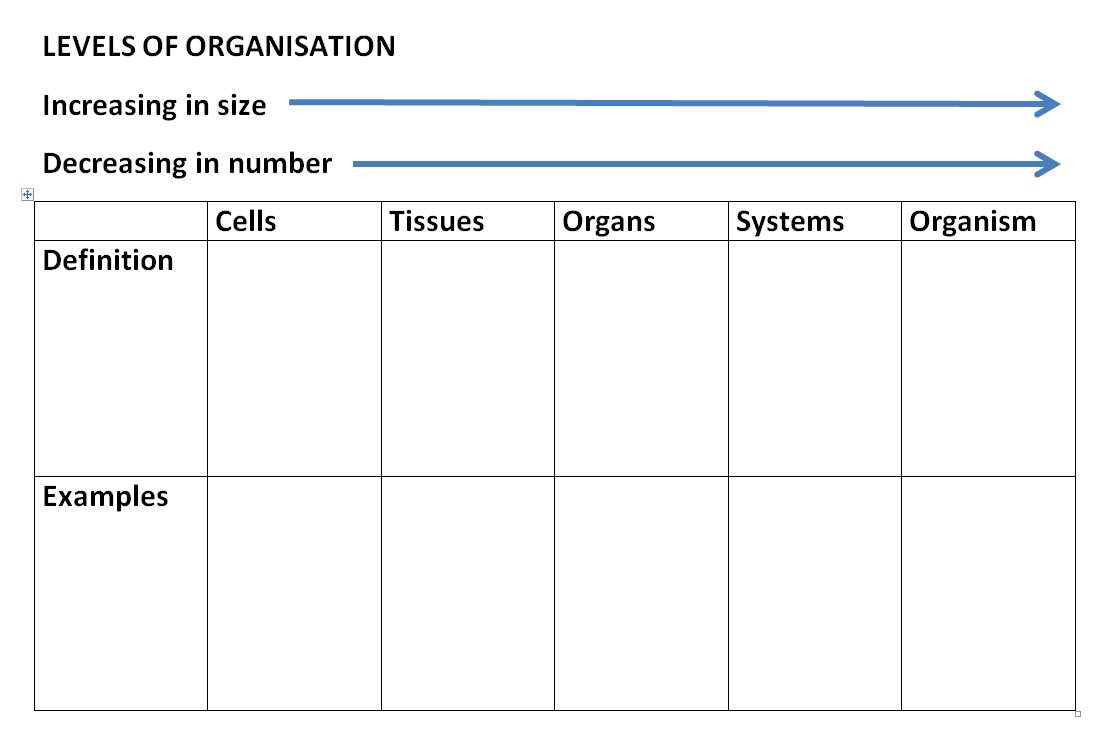 LEVELS OF ORGANISATION
Increasing in size
Decreasing in number
Cells Tissues Organs Systems Organism
Definition
Examples